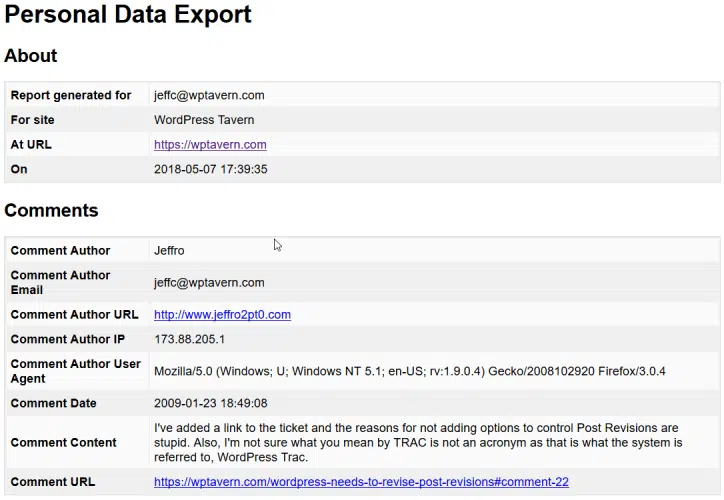 Personal Data Export
About
Report generated for jeffc@wptavern.com
For site WordPress Tavern
At URL https://wptavern.com
On 2018-05-07 17:39:35
Comments
Comment Author Jeffro
Comment Author
Email jeffc@wptavern.com
Comment Author URL http://www.jeffro2pt0.com
Comment Author IP 173.88.205.1
Comment Author User
Agent Mozilla/5.0 (Windows; U; Windows NT 5.1; en-US; rv:1.9.0.4) Gecko/2008102920 Firefox/3.0.4
Comment Date 2009-01-23 18:49:08
Comment Content I've added a link to the ticket and the reasons for not adding options to control Post Revisions are
stupid. Also, I'm not sure what you mean by TRAC is not an acronym as that is what the system is
referred to, WordPress Trac.
Comment URL https://wptavern.com/wordpress-needs-to-revise-post-revisions#comment-22